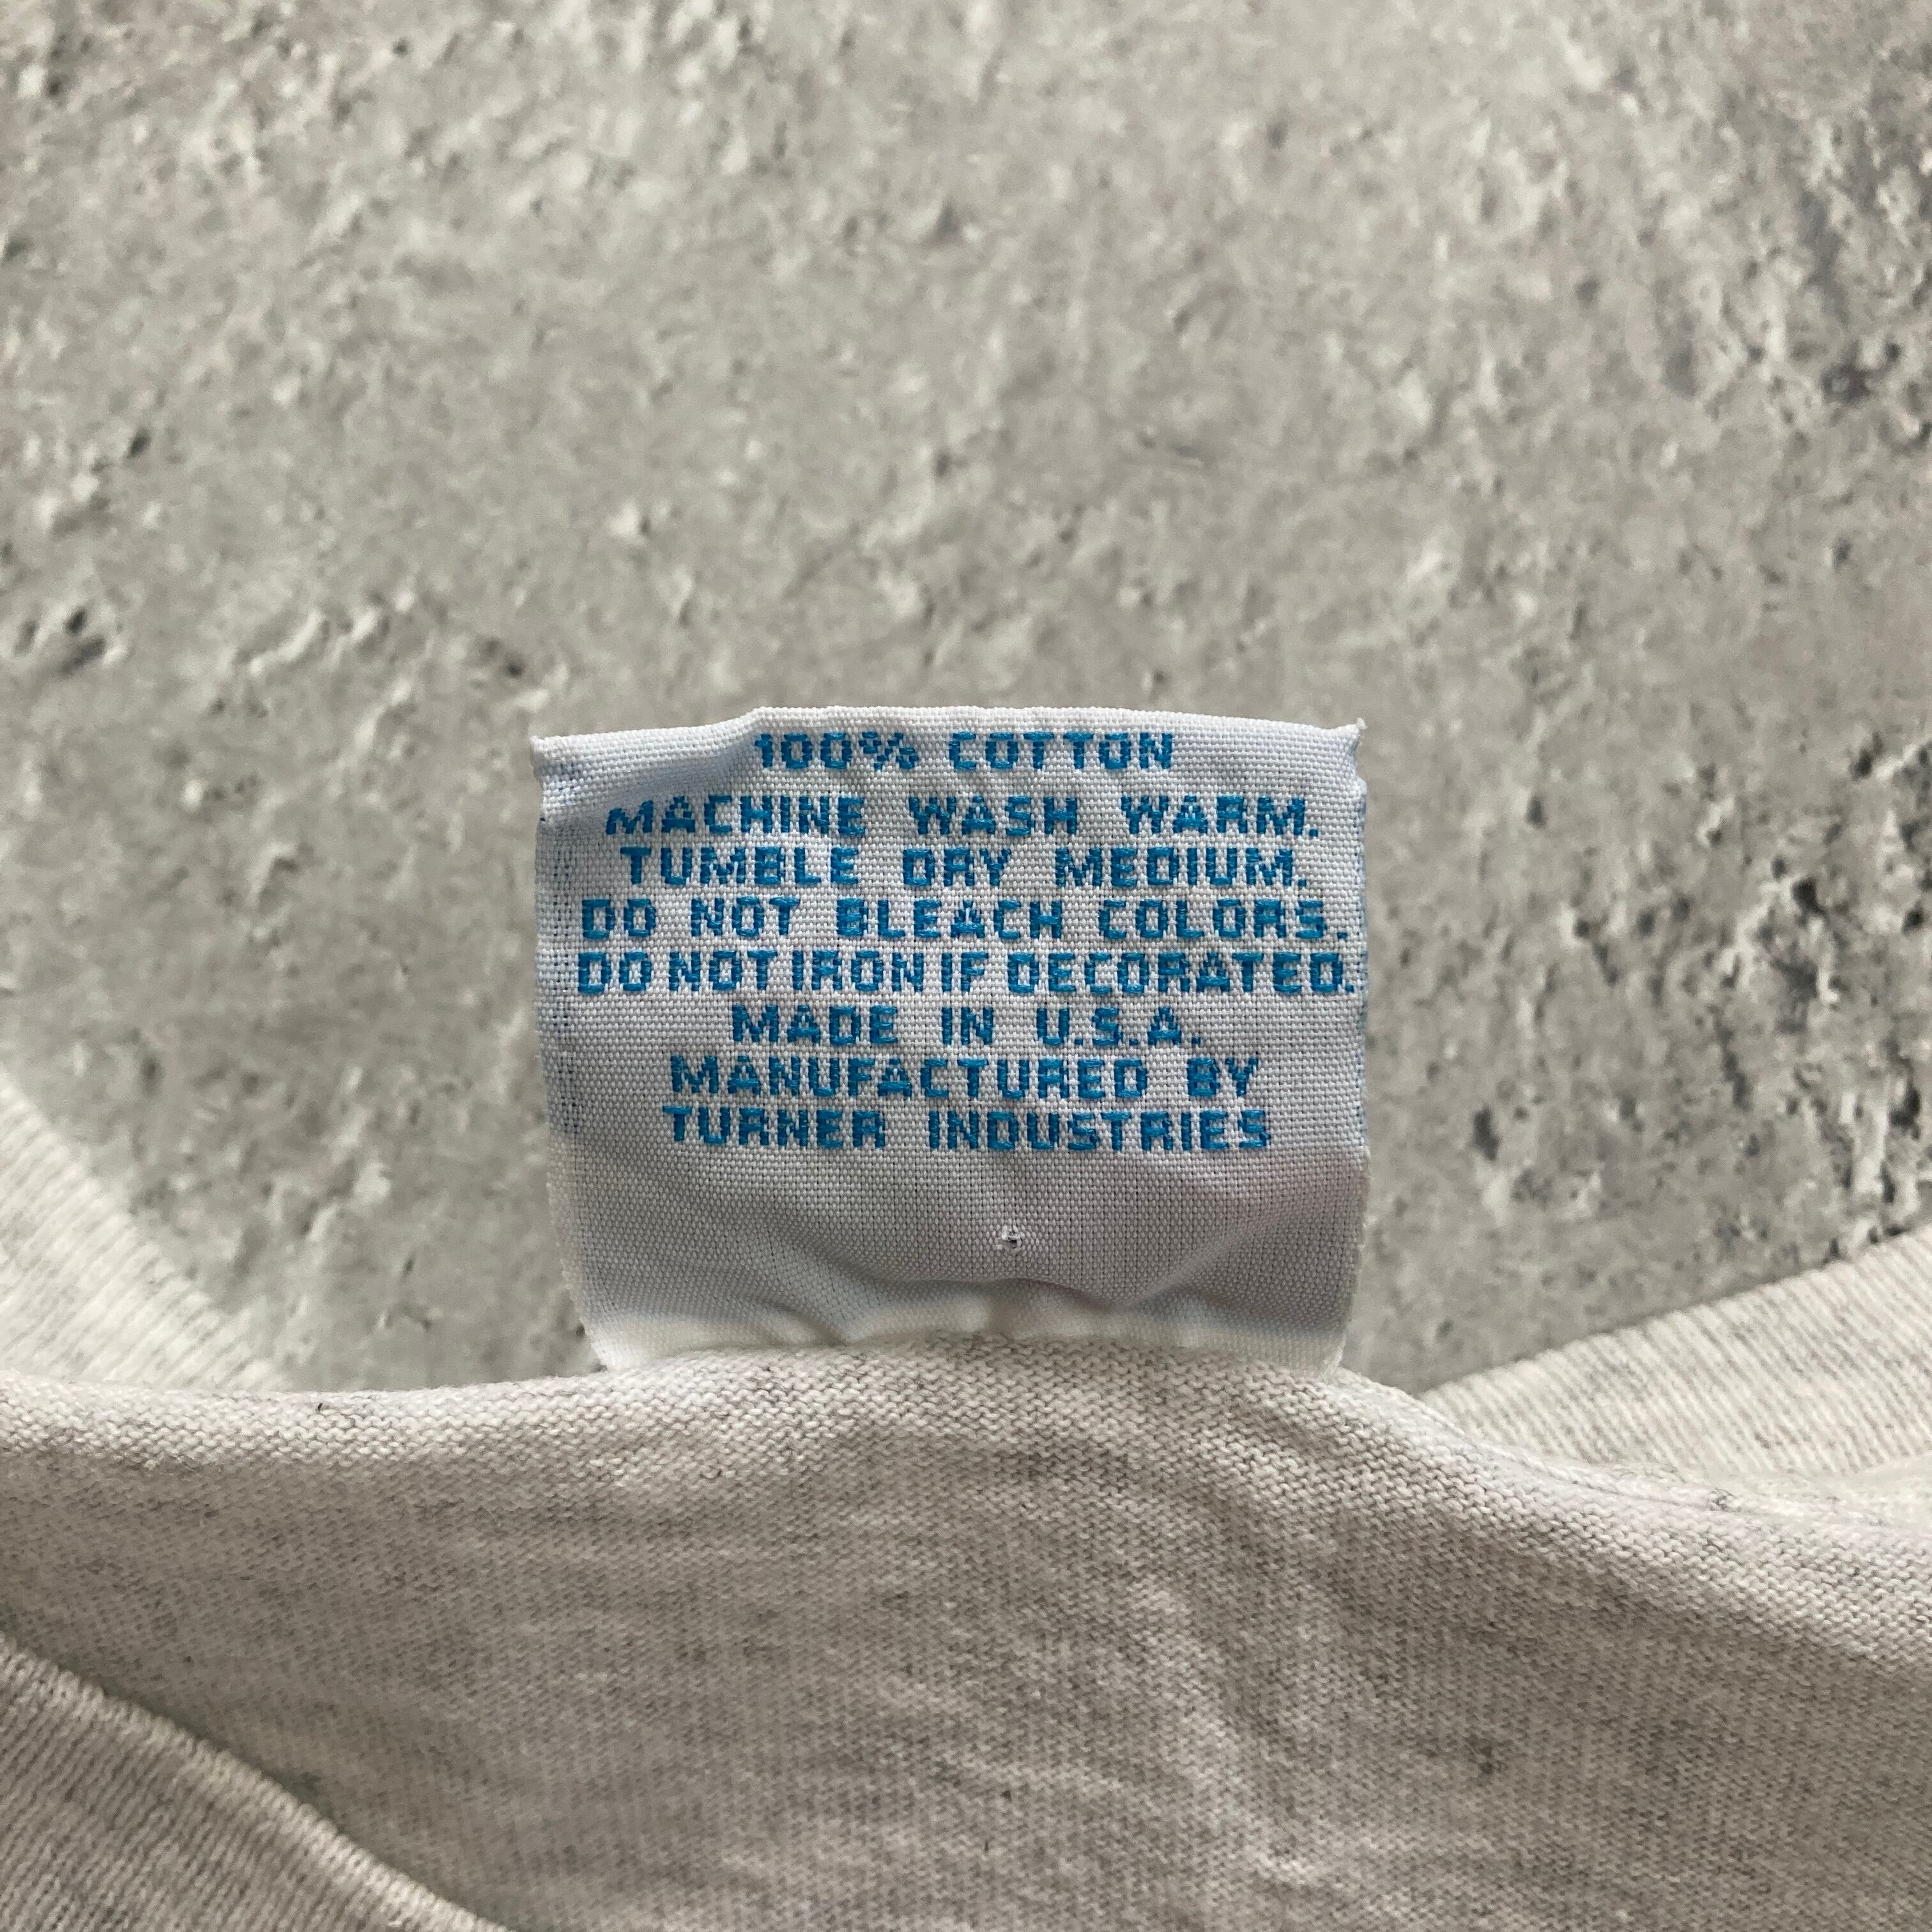 100% COTTON
MACHINE WASH WARM.
TUMBLE DRY MEDIUM.
DO NOT BLEACH COLORS.
DO NOT IRON IF DECORATED.
MADE IN U.S.A.
MANUFACTURED BY
TURNER INDUSTRIES